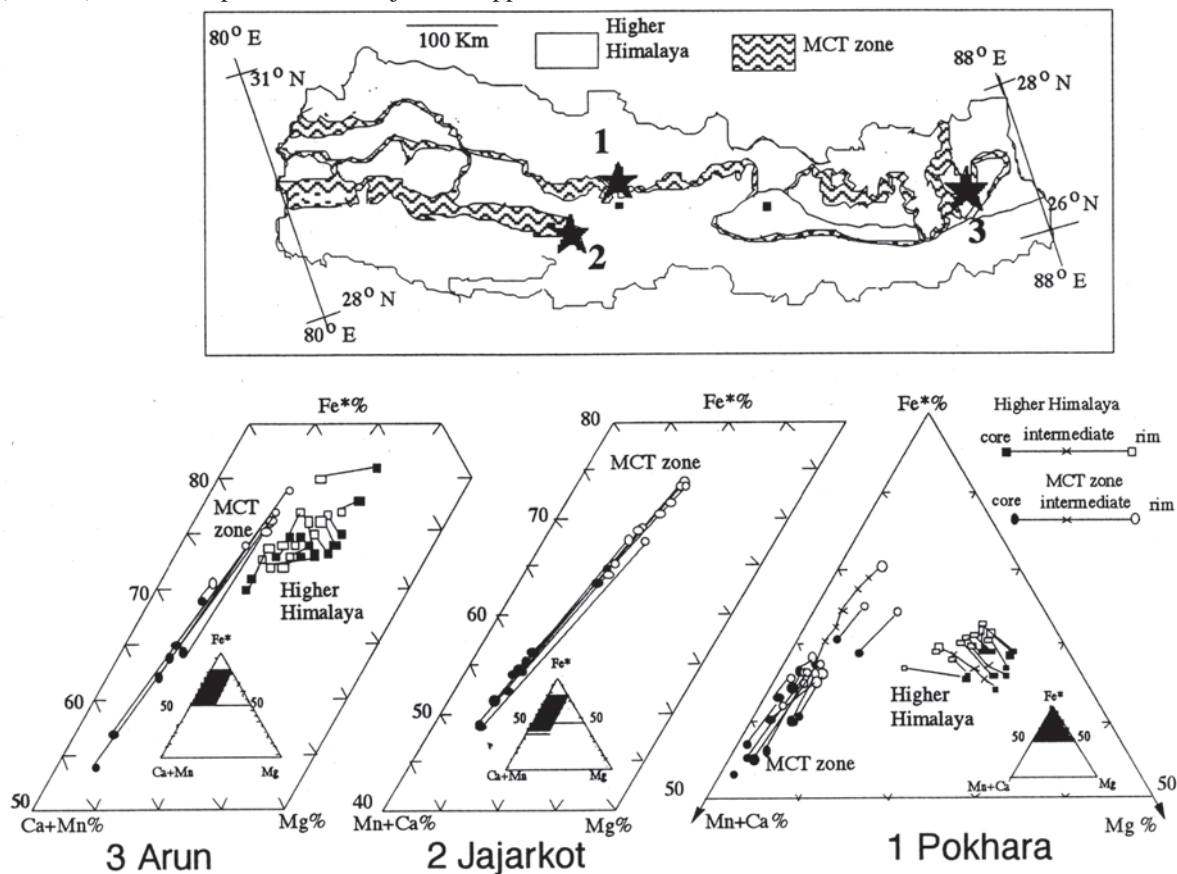 80° E
31° N
100 Km
Higher
Himalaya
MCT zone
88° E
28° N
1
2
3
26° N
88° E
28° N
80° E
Fe*%
80
MCT
zone
70
Higher
Himalaya
Fe*
60
50
50
Ca+Mn
Mg
50
Ca+Mn%
Mg%
3 Arun
80
Fe*%
MCT zone
70
60
Fe*
50
50
50
Ca+Mn
Mg
40
Mn+Ca%
Mg%
2 Jajarkot
Fe*%
Higher Himalaya
core intermediate rim
MCT zone
core intermediate rim
Higher
Himalaya
Fe*
50
50
MCT zone
Mn+Ca
Mg
50
50
Mn+Ca%
Mg %
1 Pokhara